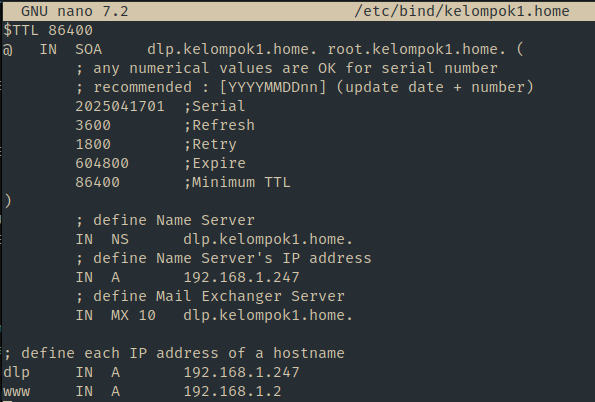 GNU nano 7.2 /etc/bind/kelompok1.home
$TTL 86400
@ IN SOA dlp.kelompok1.home. root.kelompok1.home. (
; any numerical values are OK for serial number
; recommended : [YYYYMMDDnn] (update date + number)
2025041701 ;Serial
3600 ;Refresh
1800 ;Retry
604800 ;Expire
86400 ;Minimum TTL
)
; define Name Server
IN NS dlp.kelompok1.home.
; define Name Server's IP address
IN A 192.168.1.247
; define Mail Exchanger Server
IN MX 10 dlp.kelompok1.home.
; define each IP address of a hostname
dlp IN A 192.168.1.247
www IN A 192.168.1.2